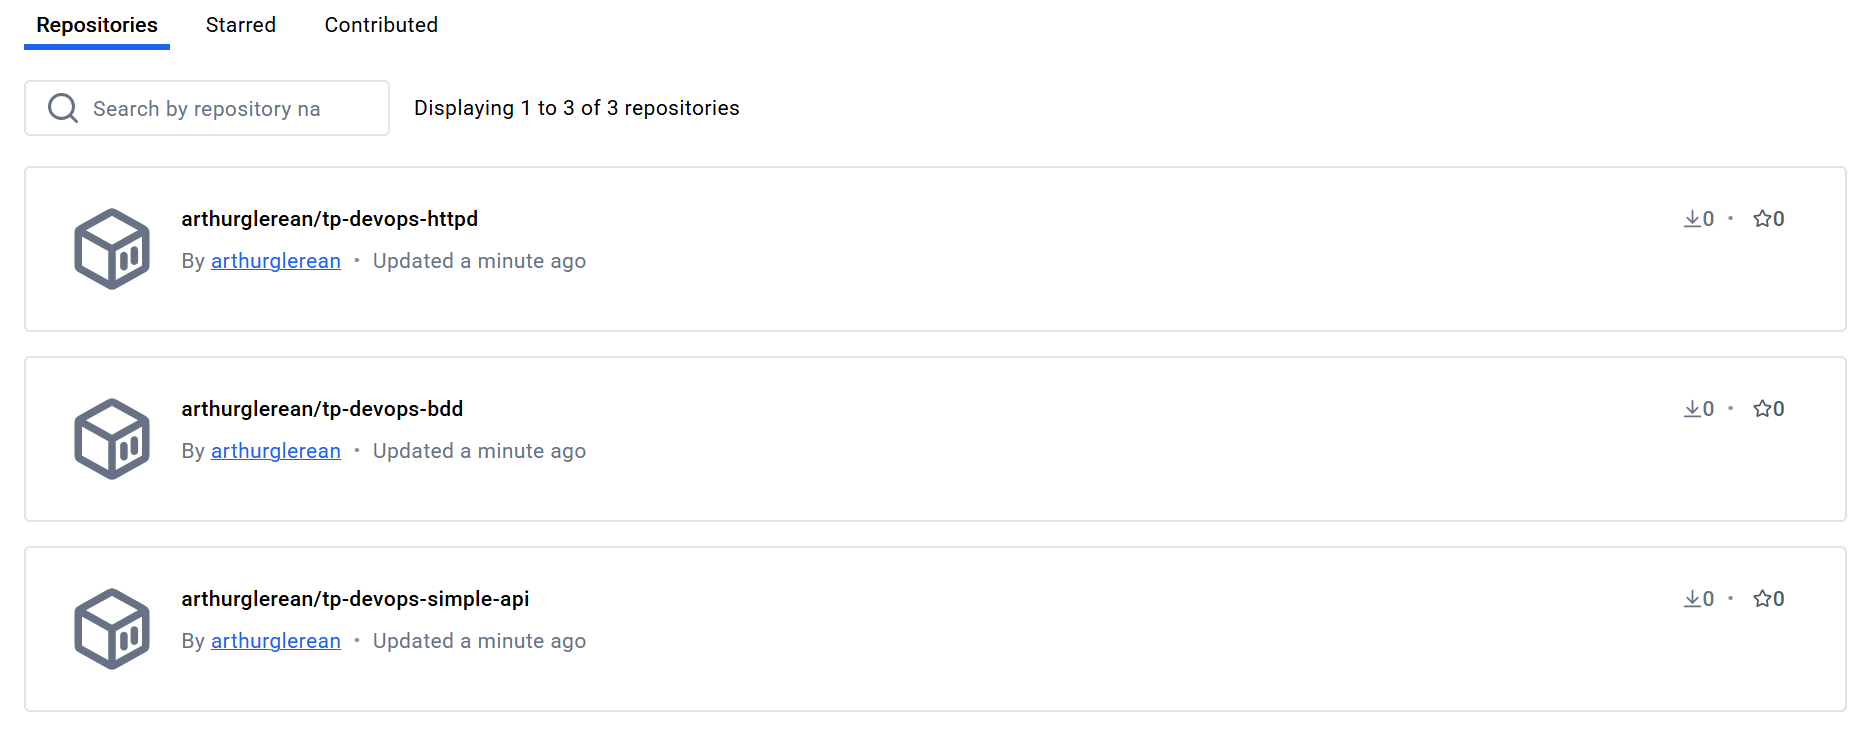 Repositories Starred Contributed
Search by repository na Displaying 1 to 3 of 3 repositories
arthurglerean/tp-devops-httpd 0 • 0
By arthurglerean • Updated a minute ago
arthurglerean/tp-devops-bdd 0 • 0
By arthurglerean • Updated a minute ago
arthurglerean/tp-devops-simple-api 0 • 0
By arthurglerean • Updated a minute ago